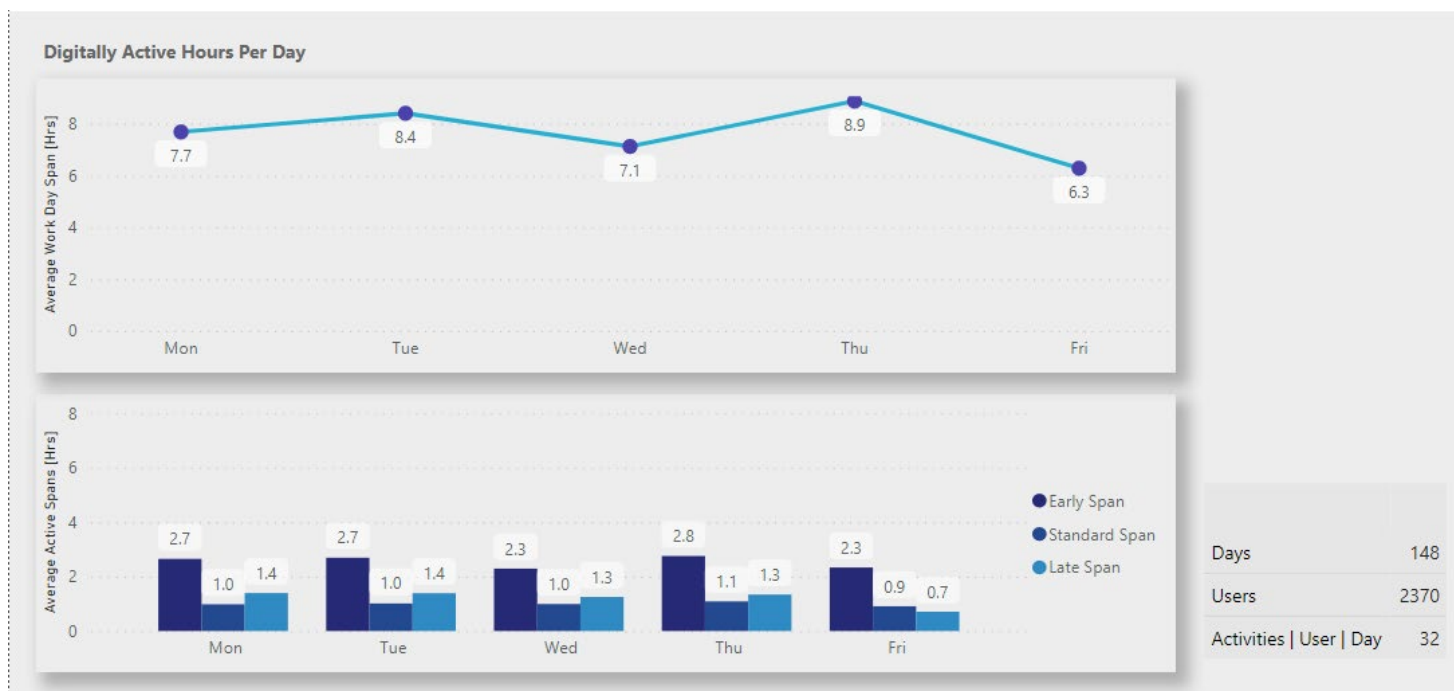 Digitally Active Hours Per Day
Average Work Day Span [Hrs]
8
6
4
2
0
7.7
8.4
7.1
8.9
6.3
Mon Tue Wed Thu Fri
Average Active Spans [Hrs]
8
6
4
2
0
2.7 1.0 1.4
2.7 1.0 1.4
2.3 1.0 1.3
2.8 1.1 1.3
2.3 0.9 0.7
Mon Tue Wed Thu Fri
Early Span
Standard Span
Late Span
Days 148
Users 2370
Activities | User | Day 32